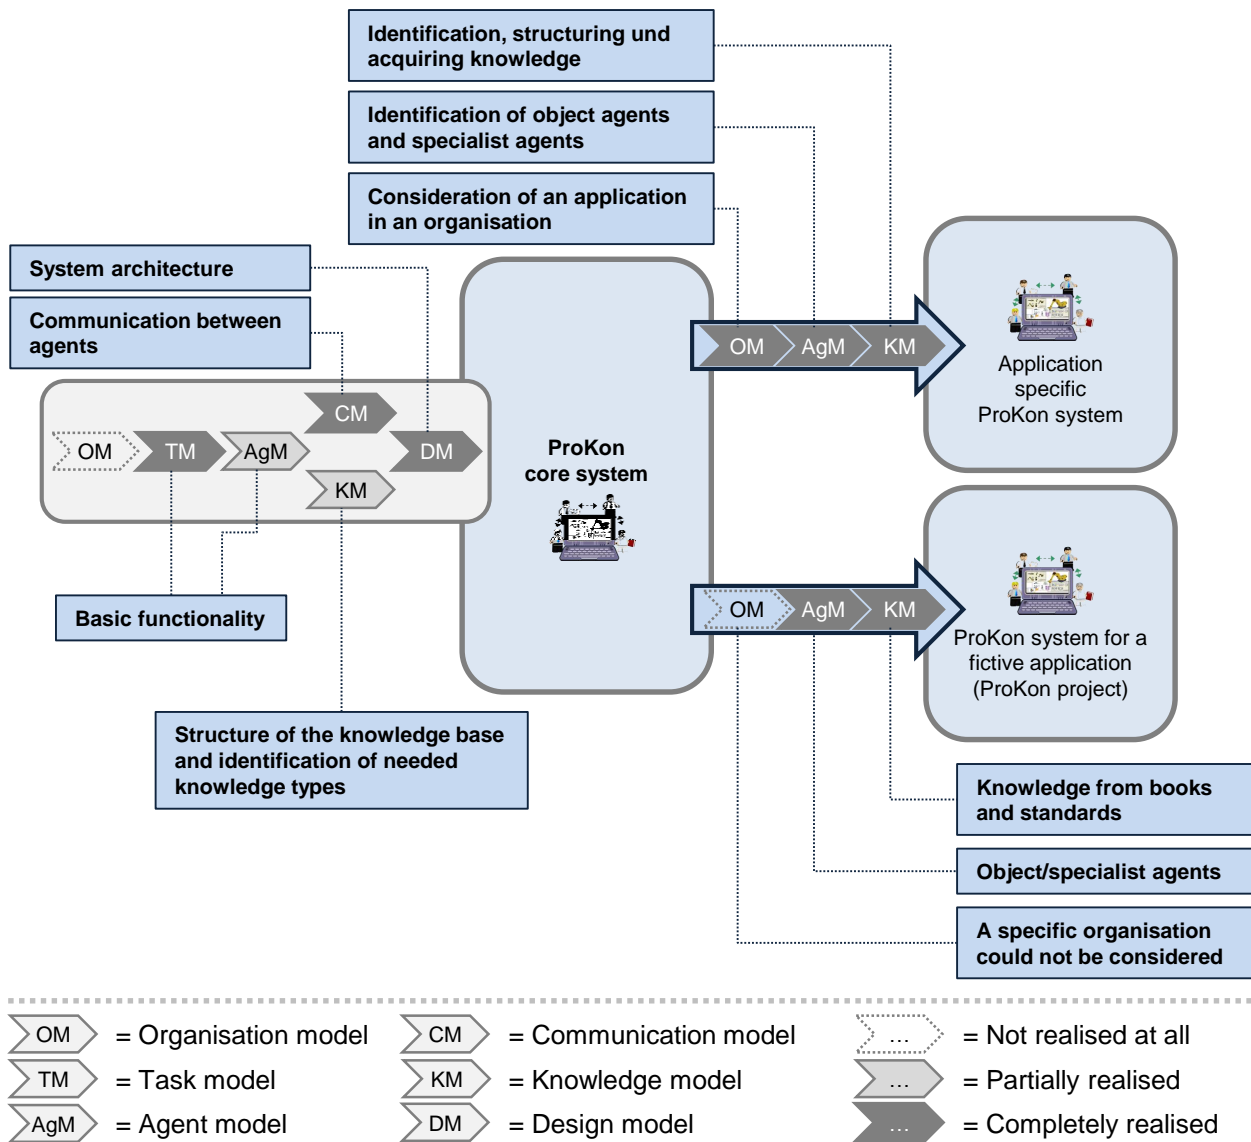 Identification, structuring und
acquiring knowledge
Identification of object agents
and specialist agents
Consideration of an application
in an organisation
System architecture
Communication between
agents
OM
TM
AgM
CM
KM
DM
Basic functionality
Structure of the knowledge base
and identification of needed
knowledge types
ProKon
core system
OM
AgM
KM
Application
specific
ProKon system
OM
AgM
KM
ProKon system for a
fictive application
(ProKon project)
Knowledge from books
and standards
Object/specialist agents
A specific organisation
could not be considered
OM = Organisation model
TM = Task model
AgM = Agent model
CM = Communication model
KM = Knowledge model
DM = Design model
... = Not realised at all
... = Partially realised
... = Completely realised